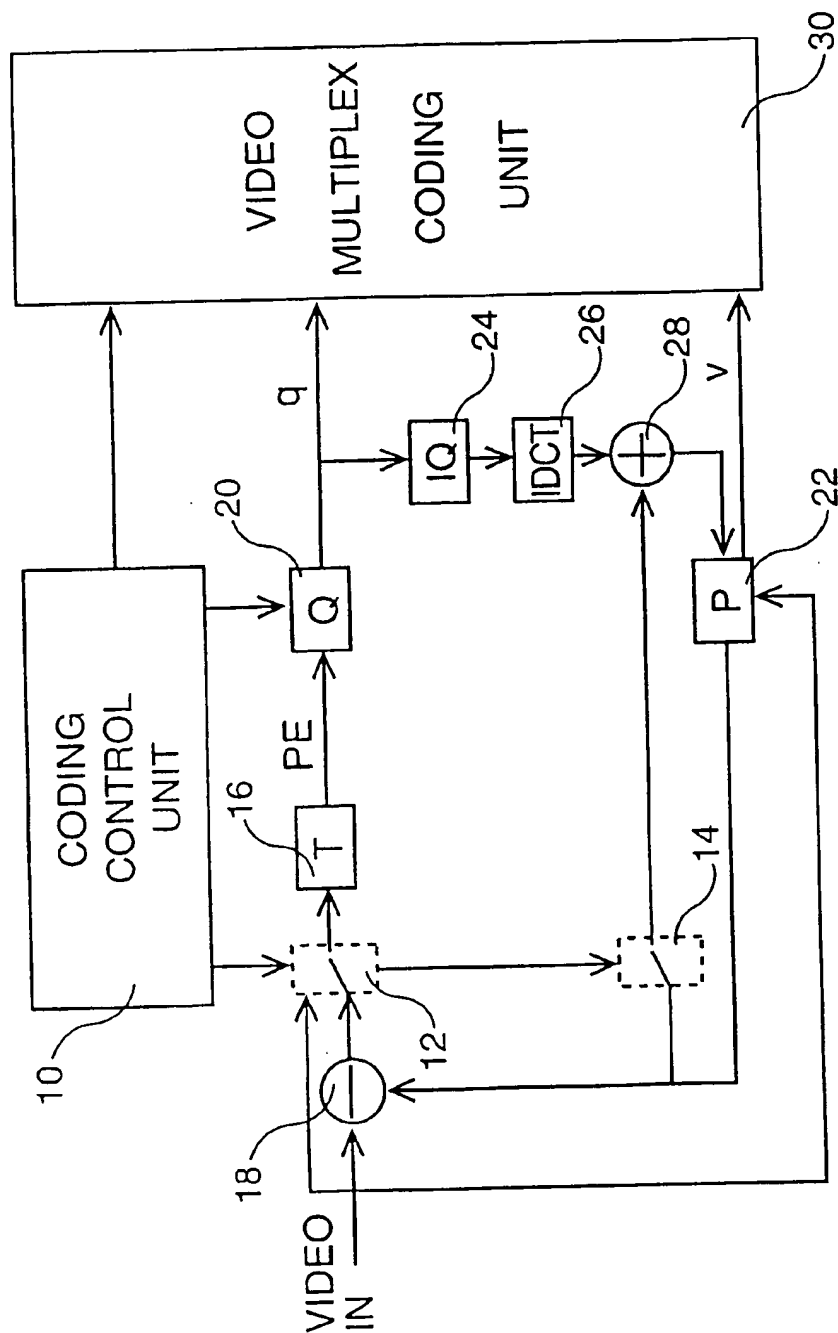 CODING
CONTROL
UNIT
10
VIDEO
MULTIPLEX
CODING
UNIT
30
VIDEO
IN
18
12
16
T
PE
20
Q
q
IQ
24
IDCT
26
28
14
P
22
v